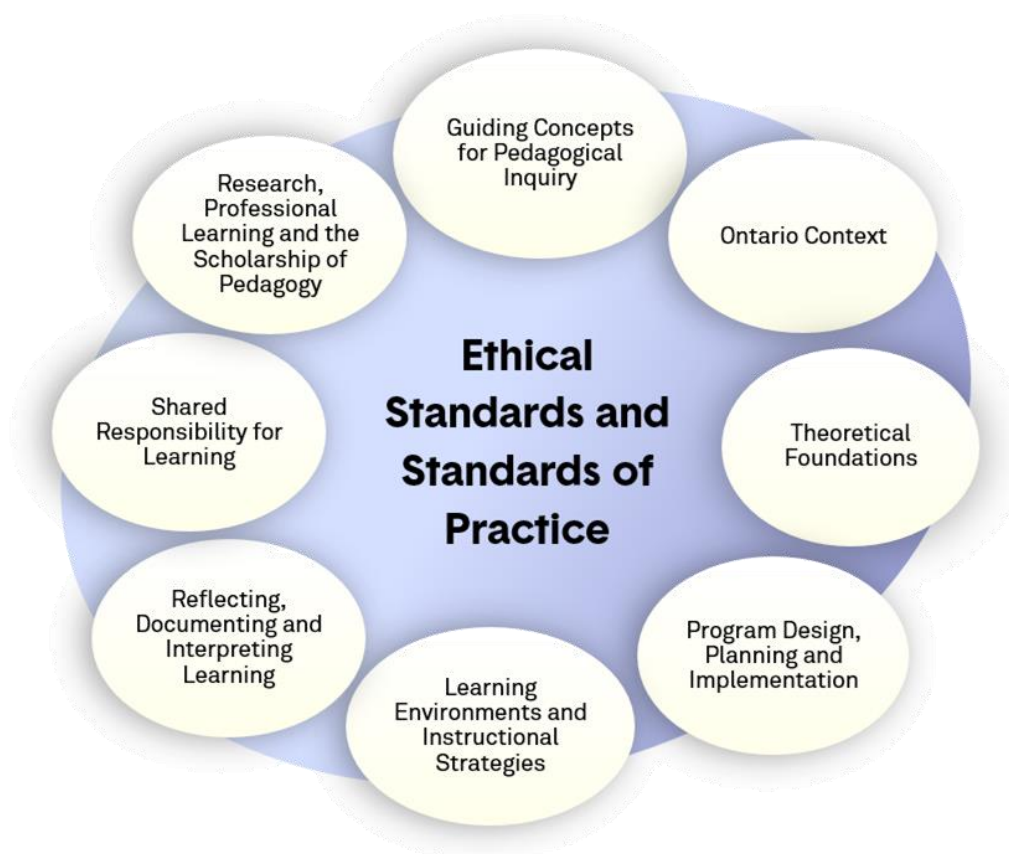 Guiding Concepts
for Pedagogical
Inquiry
Ontario Context
Theoretical
Foundations
Program Design,
Planning and
Implementation
Learning
Environments and
Instructional
Strategies
Reflecting,
Documenting and
Interpreting
Learning
Shared
Responsibility for
Learning
Research,
Professional
Learning and the
Scholarship of
Pedagogy
Ethical
Standards and
Standards of
Practice